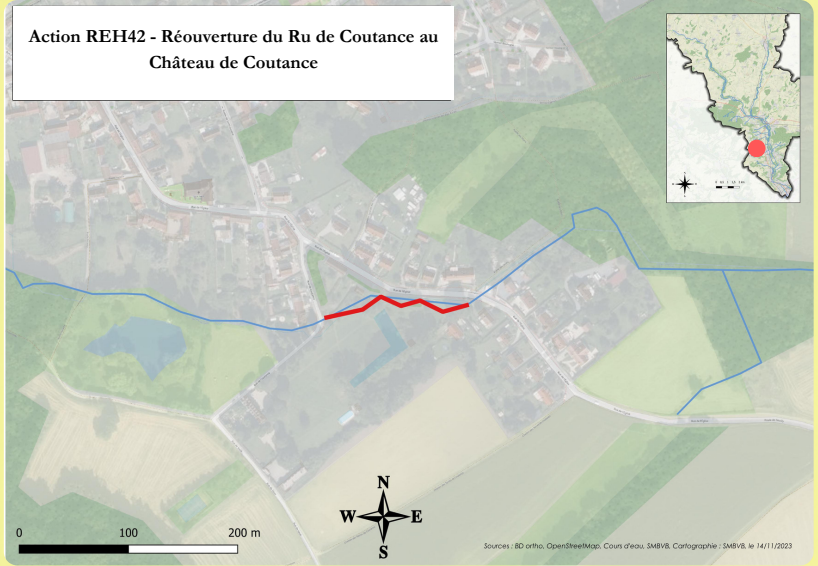 Action REH42 - Réouverture du Ru de Coutance au
Château de Coutance
N
W E
S
0 100 200 m
Sources : BD ortho, OpenStreetMap, Cours d'eau, SMBVB, Cartographie : SMBVB, le 14/11/2023